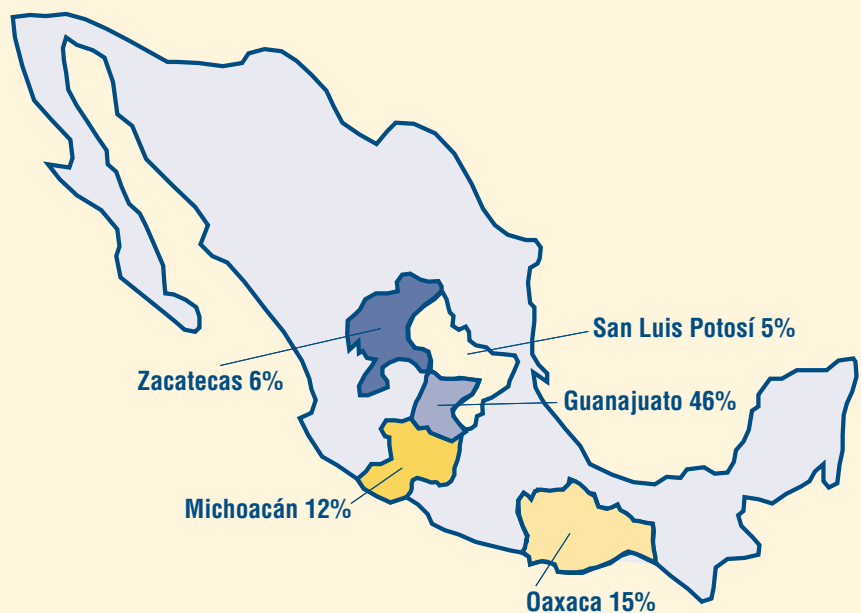 San Luis Potosí 5%
Zacatecas 6%
Guanajuato 46%
Michoacán 12%
Oaxaca 15%